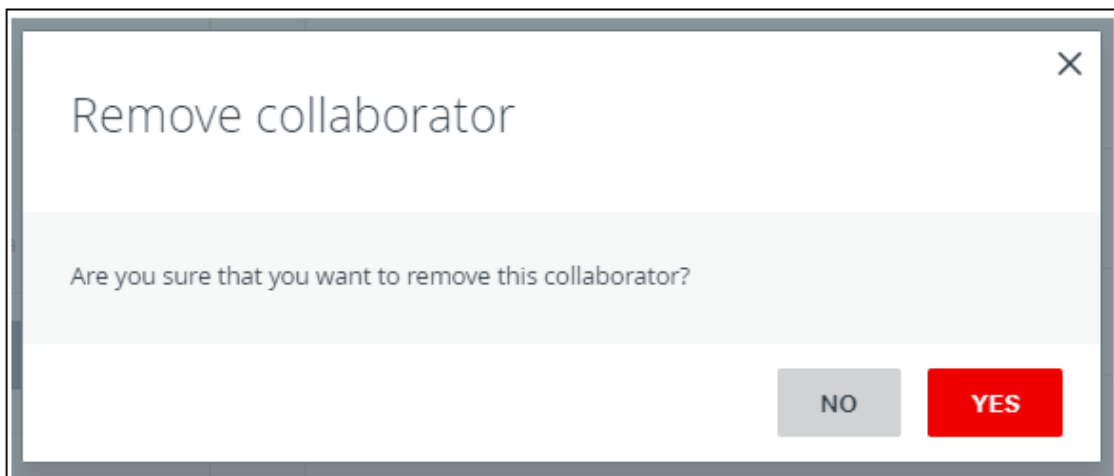 Remove collaborator
Are you sure that you want to remove this collaborator?
NO YES